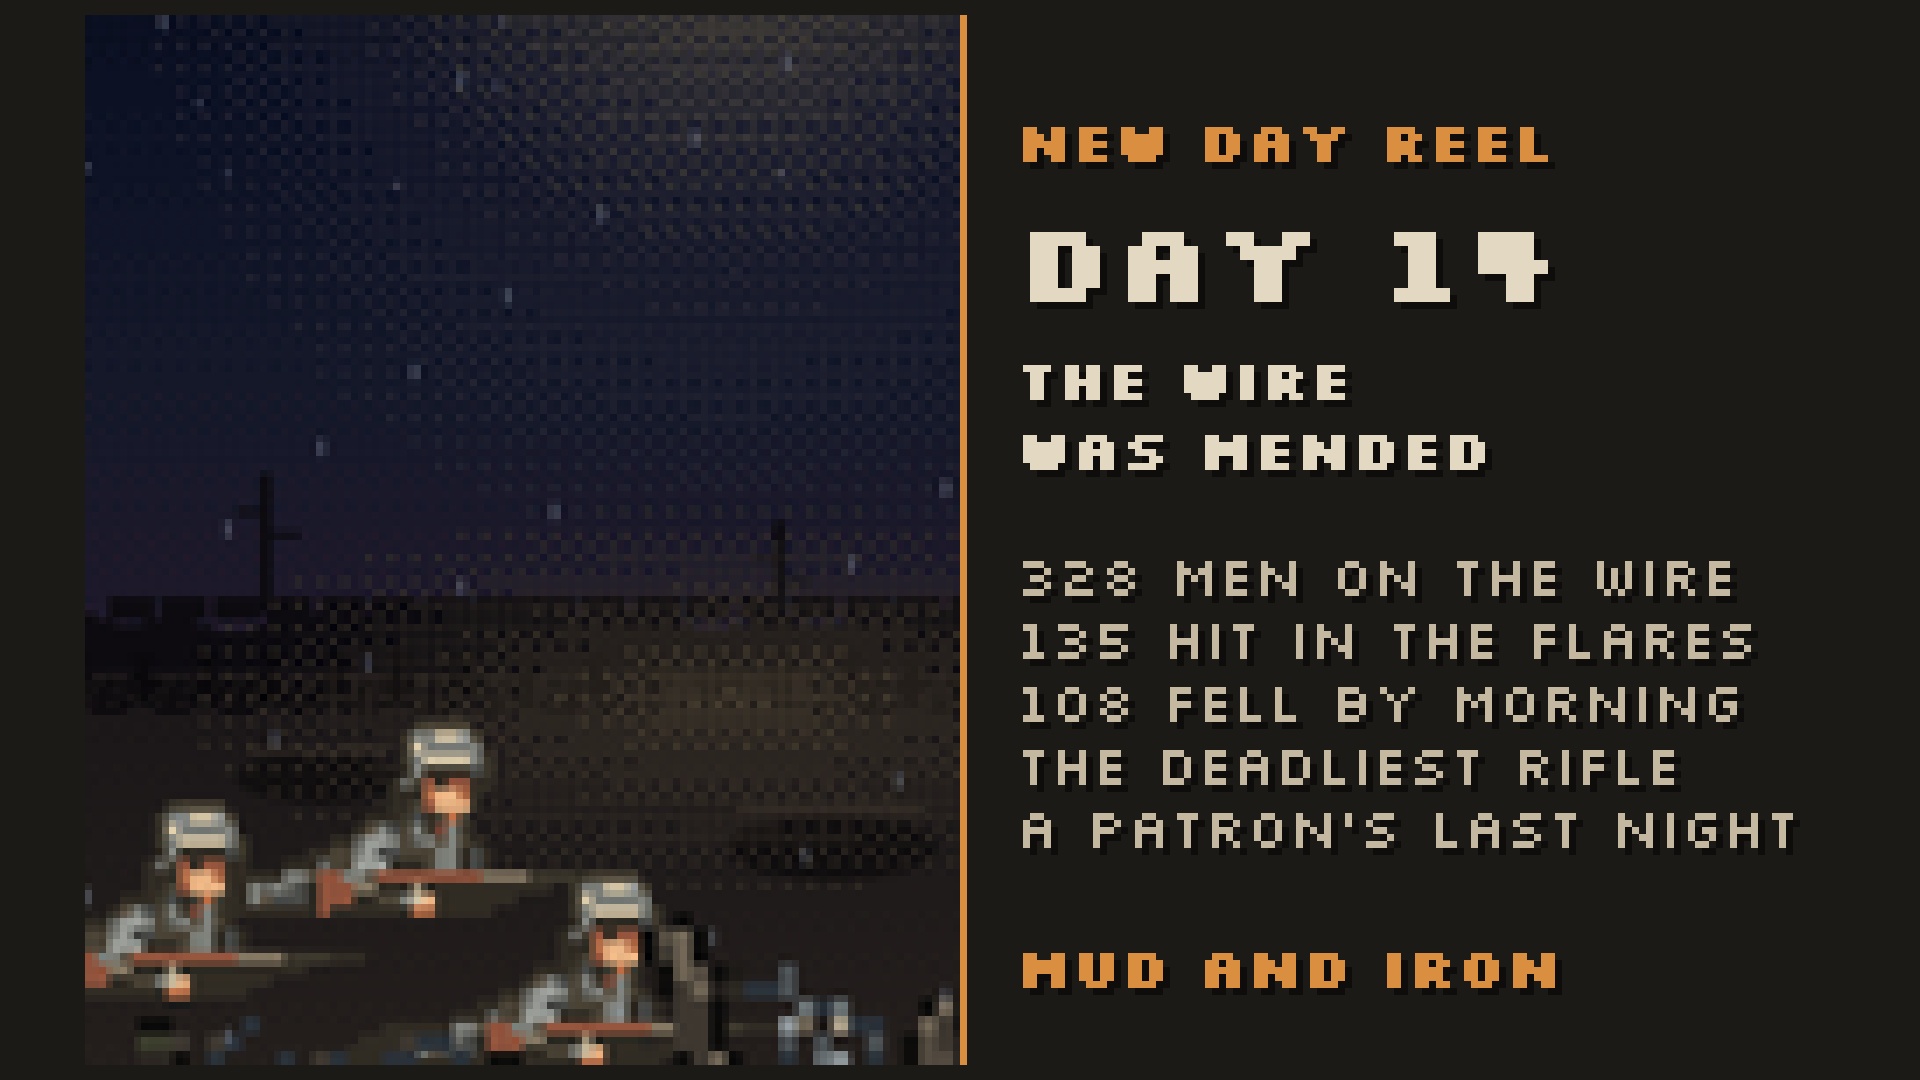 NEW DAY REEL
DAY 14
THE WIRE
WAS MENDED
328 MEN ON THE WIRE
135 HIT IN THE FLARES
108 FELL BY MORNING
THE DEADLIEST RIFLE
A PATRON'S LAST NIGHT
MUD AND IRON